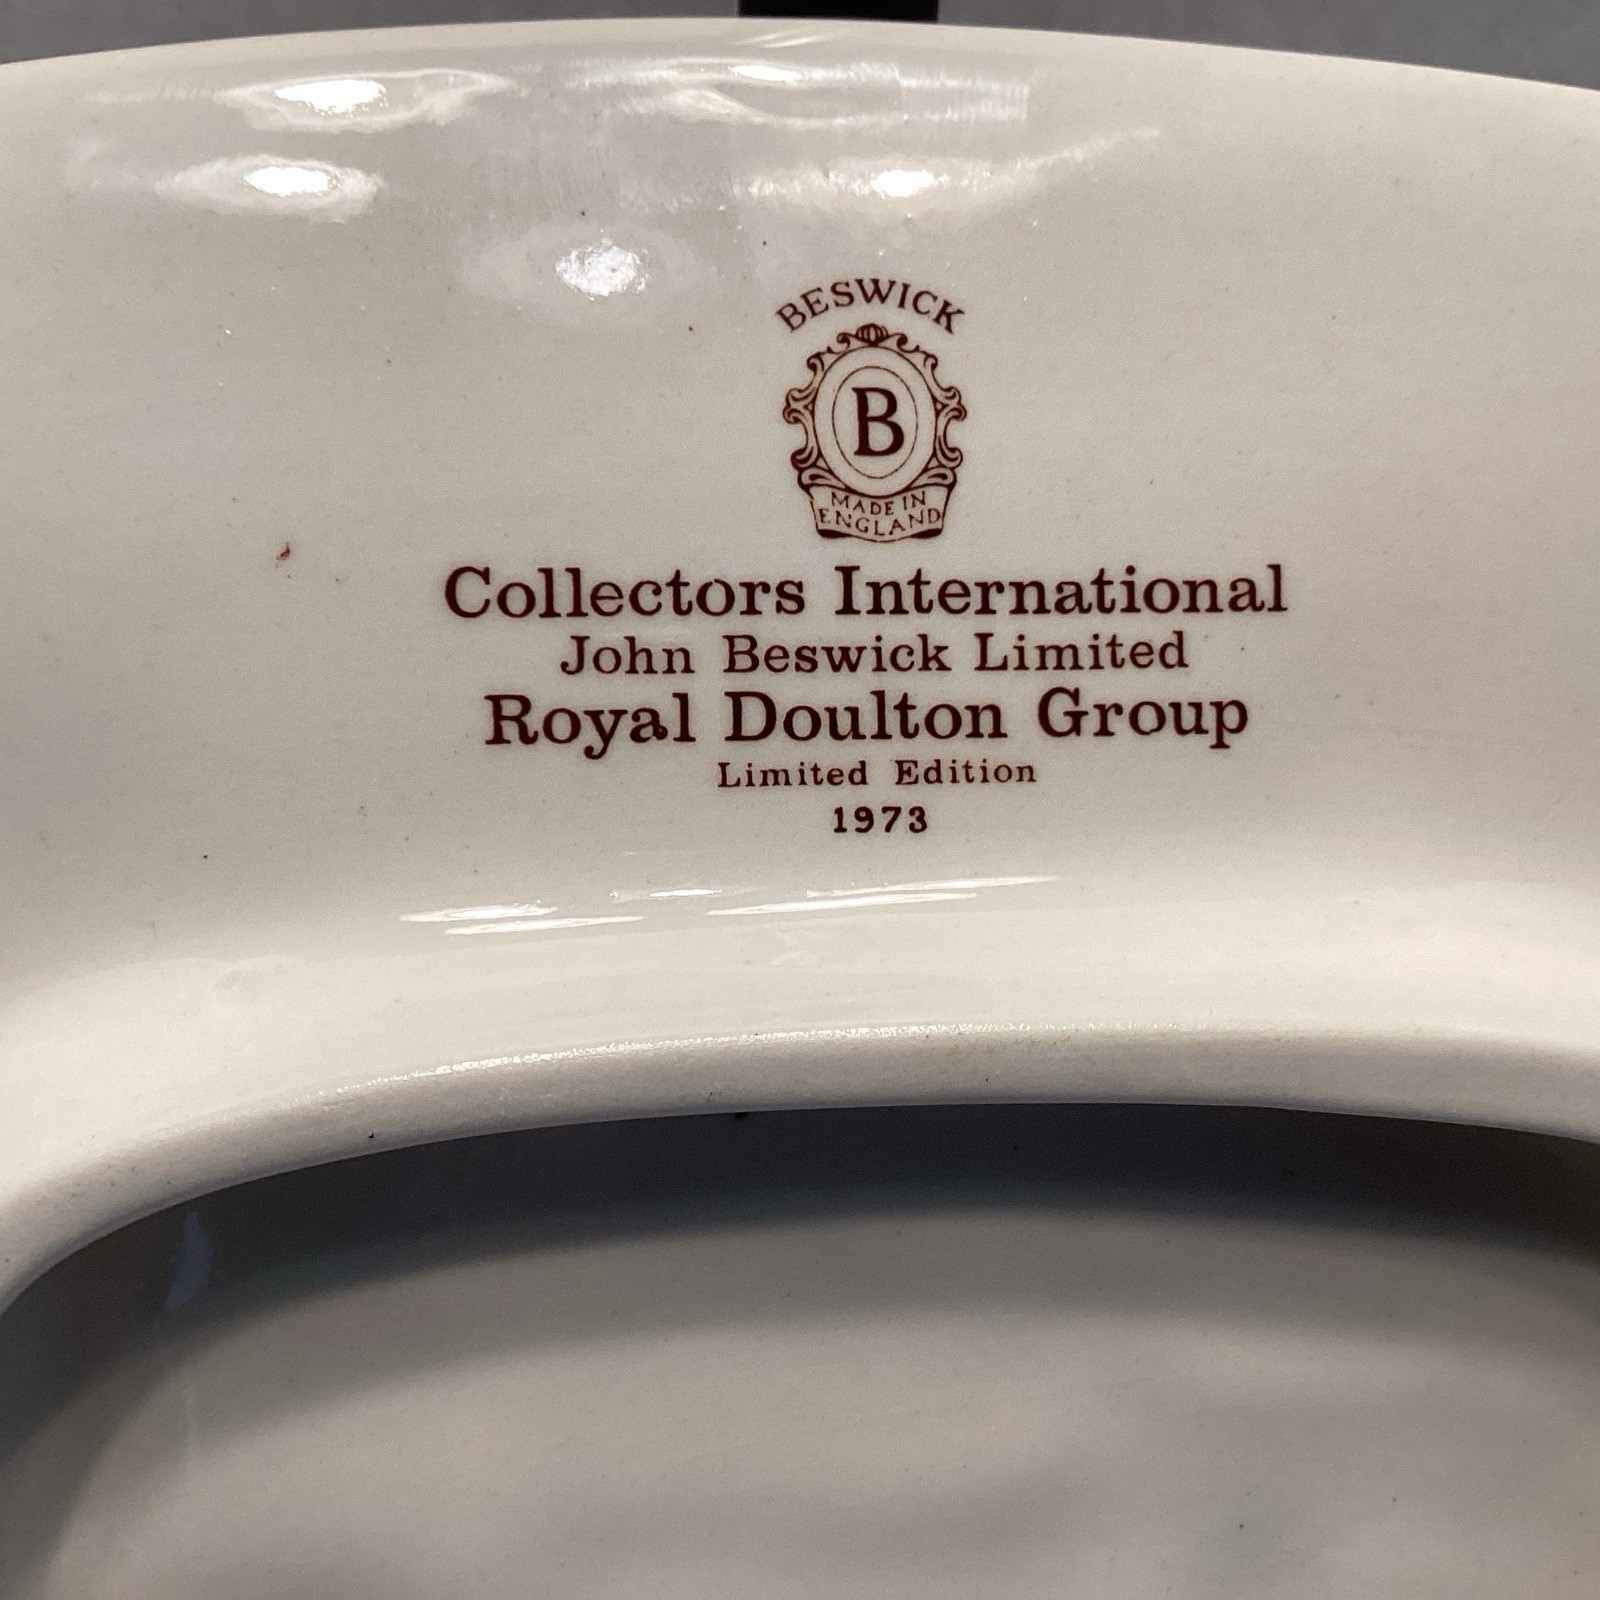 BESWICK
B
MADE IN
ENGLAND
Collectors International
John Beswick Limited
Royal Doulton Group
Limited Edition
1973